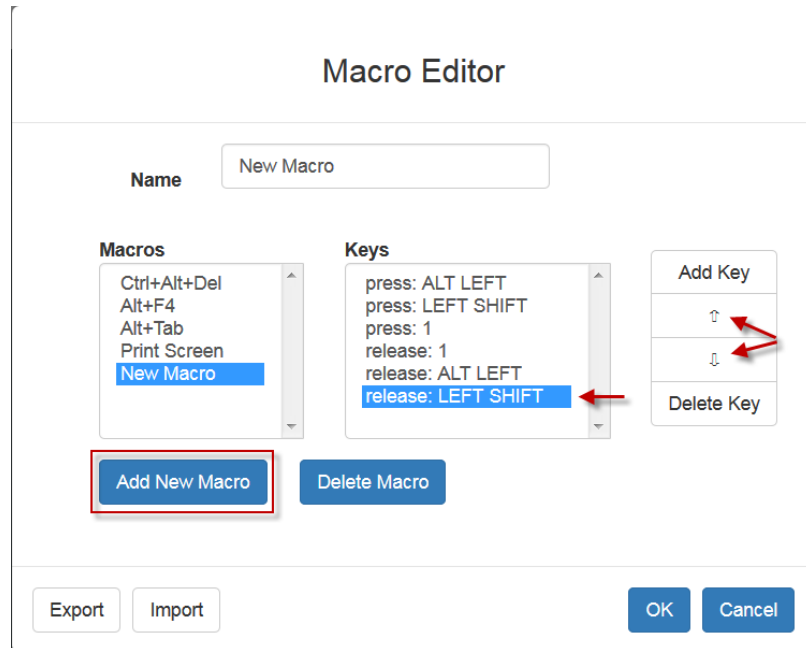 Macro Editor
Name
New Macro
Macros
Ctrl+Alt+Del
Alt+F4
Alt+Tab
Print Screen
New Macro
Keys
press: ALT LEFT
press: LEFT SHIFT
press: 1
release: 1
release: ALT LEFT
release: LEFT SHIFT
Add Key
⇧
⇩
Delete Key
Add New Macro
Delete Macro
Export
Import
OK
Cancel